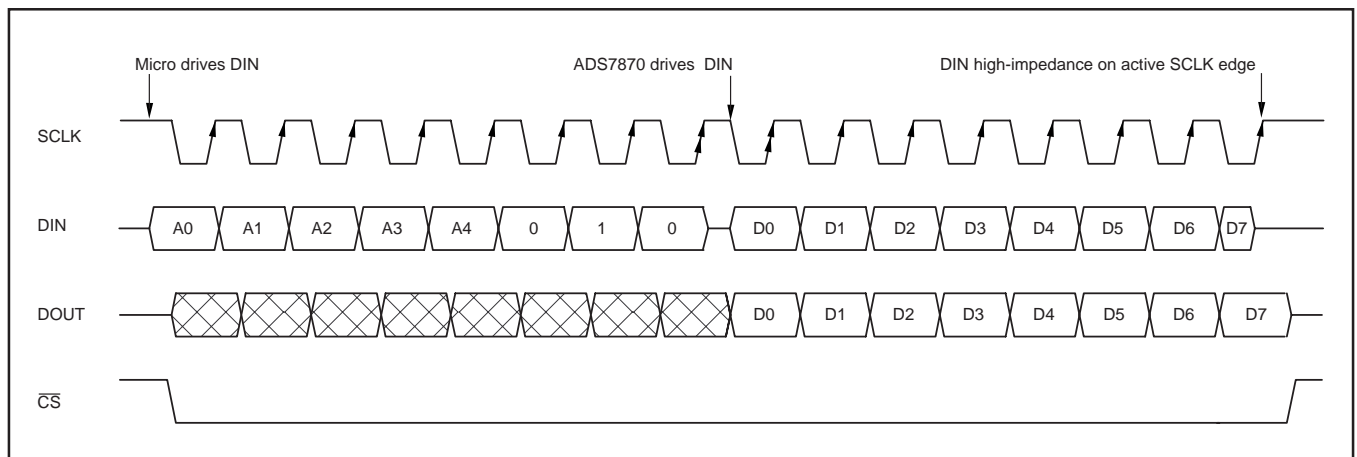 Micro drives DIN
ADS7870 drives DIN
DIN high-impedance on active SCLK edge
SCLK
DIN
A0 A1 A2 A3 A4 0 1 0 D0 D1 D2 D3 D4 D5 D6 D7
DOUT
D0 D1 D2 D3 D4 D5 D6 D7
C̅S̅